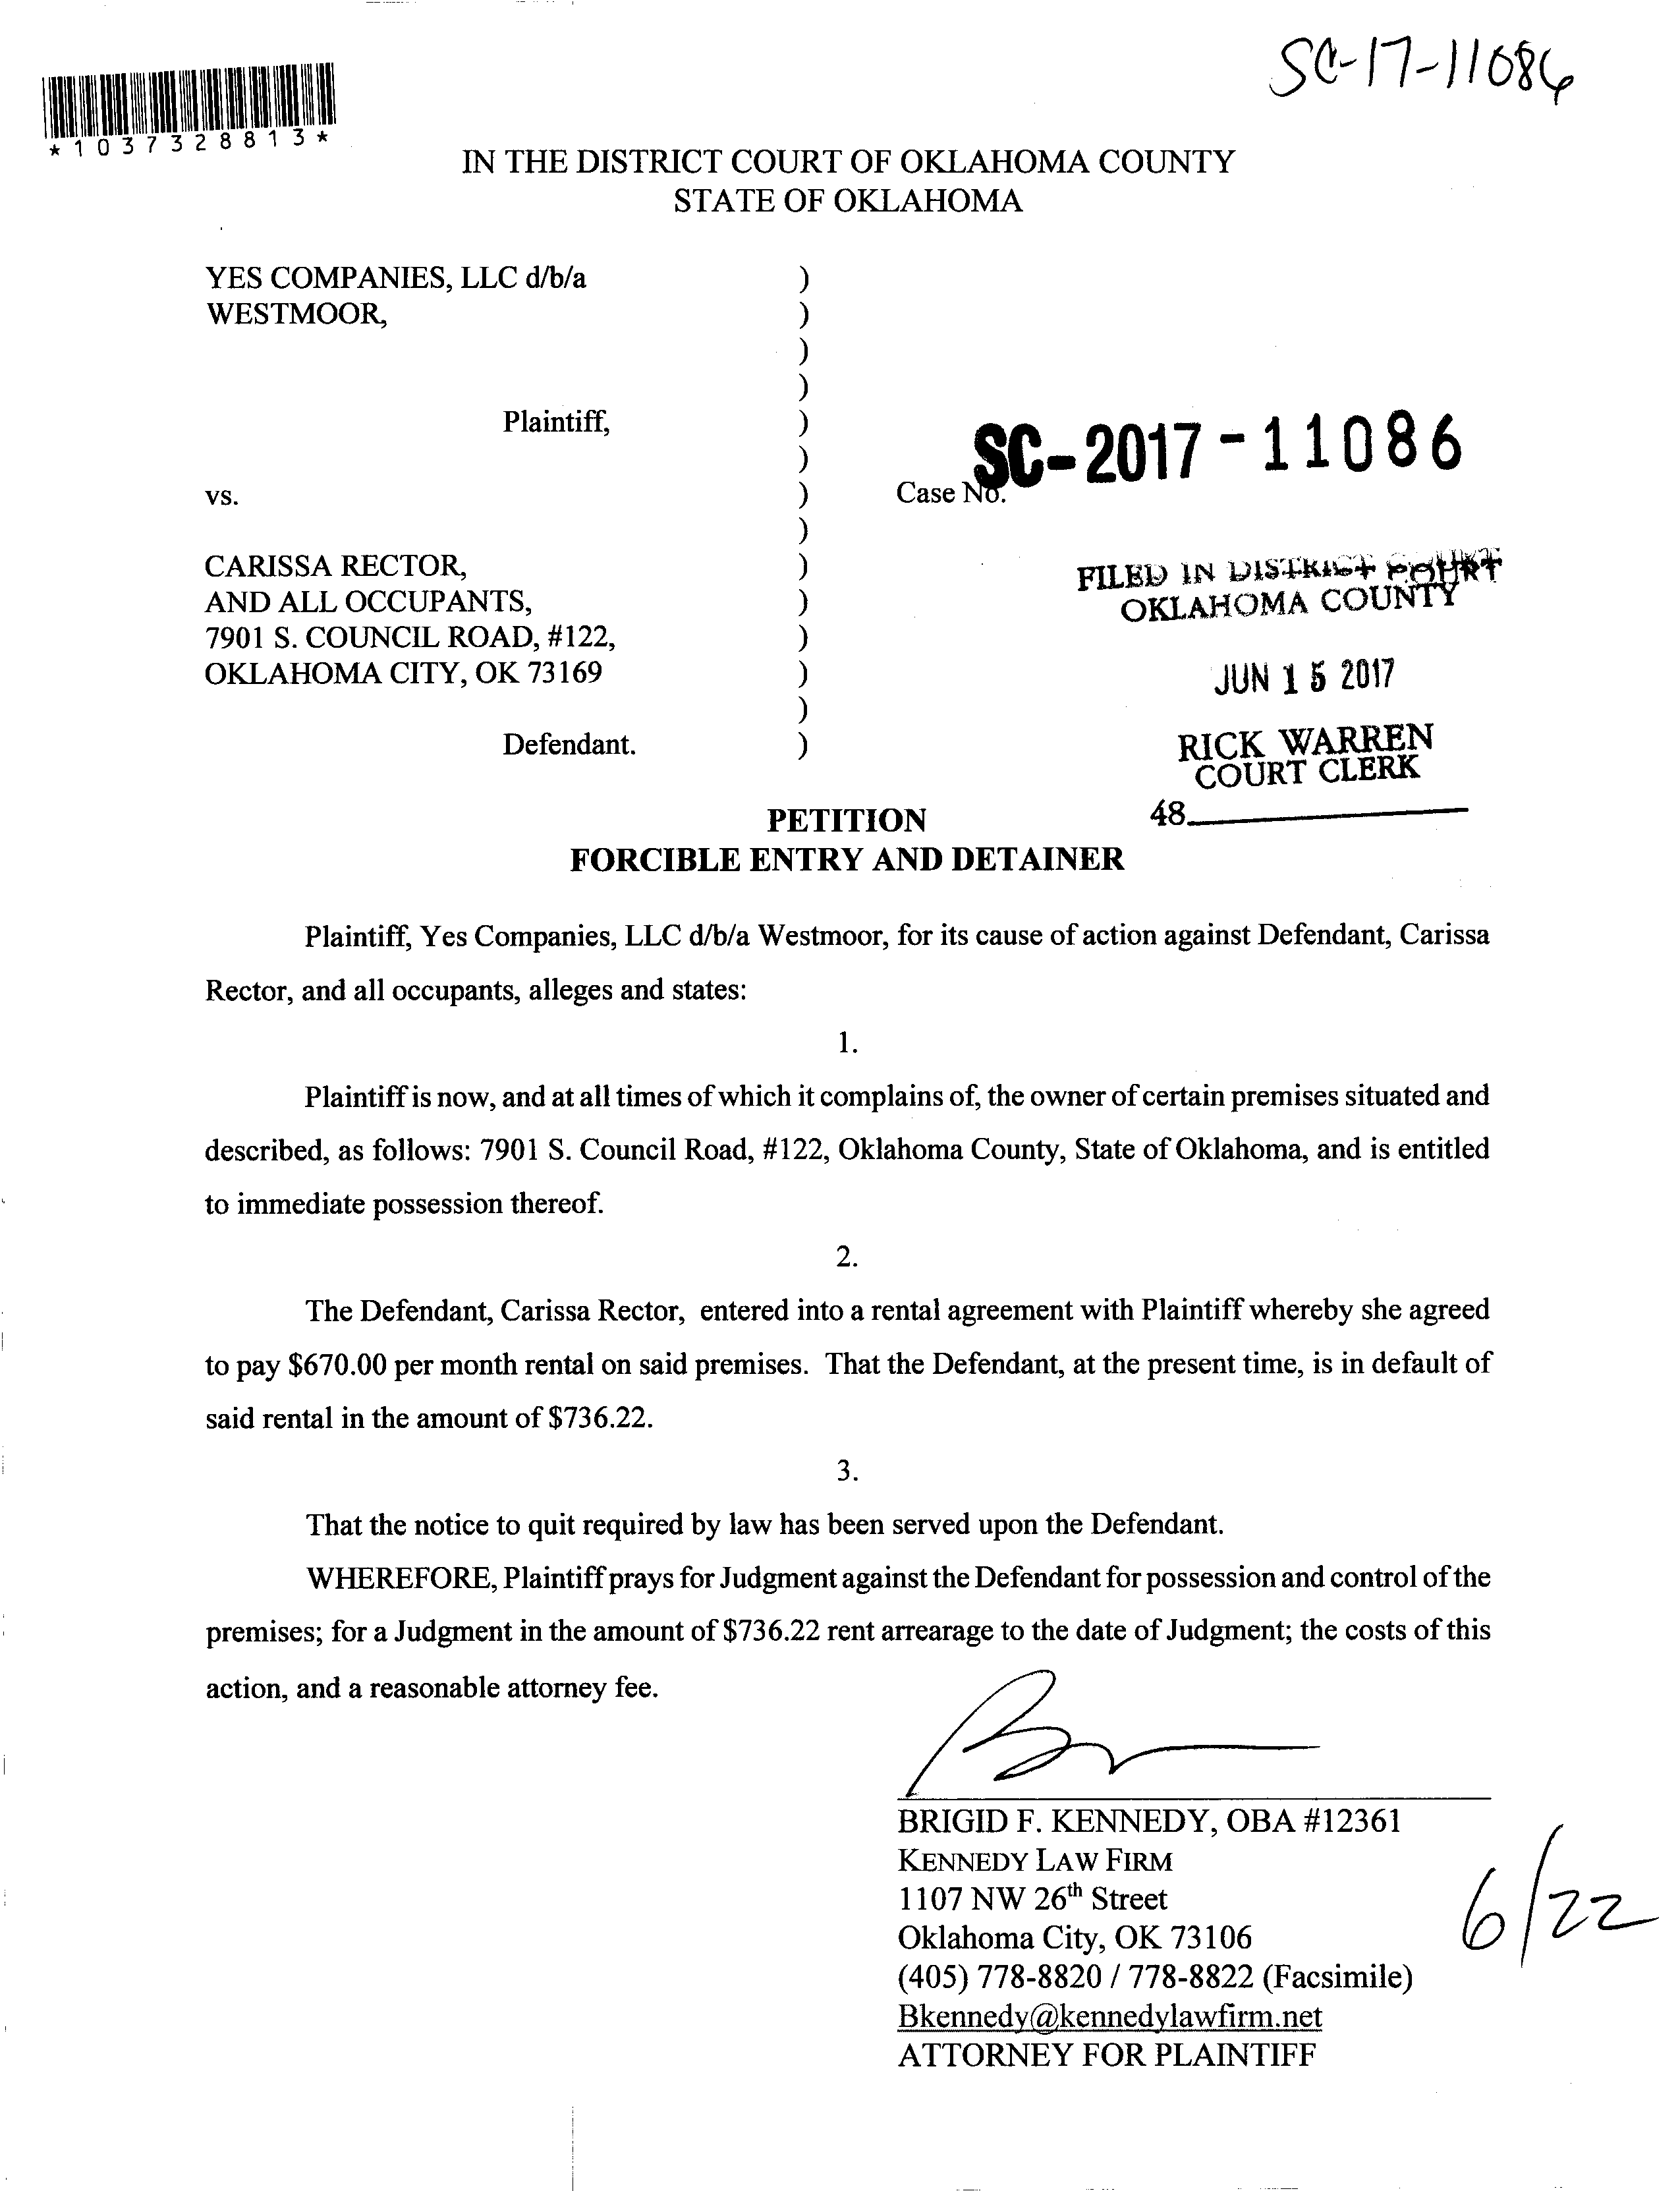 SC-17-11086
*1037328813*
IN THE DISTRICT COURT OF OKLAHOMA COUNTY
STATE OF OKLAHOMA
YES COMPANIES, LLC d/b/a )
WESTMOOR, )
)
)
Plaintiff, )
)
vs. ) Case No. SC-2017-11086
)
CARISSA RECTOR, )
AND ALL OCCUPANTS, )
7901 S. COUNCIL ROAD, #122, )
OKLAHOMA CITY, OK 73169 )
)
Defendant. )
FILED IN DISTRICT COURT
OKLAHOMA COUNTY
JUN 15 2017
RICK WARREN
COURT CLERK
48
PETITION
FORCIBLE ENTRY AND DETAINER
Plaintiff, Yes Companies, LLC d/b/a Westmoor, for its cause of action against Defendant, Carissa
Rector, and all occupants, alleges and states:
1.
Plaintiff is now, and at all times of which it complains of, the owner of certain premises situated and
described, as follows: 7901 S. Council Road, #122, Oklahoma County, State of Oklahoma, and is entitled
to immediate possession thereof.
2.
The Defendant, Carissa Rector, entered into a rental agreement with Plaintiff whereby she agreed
to pay $670.00 per month rental on said premises. That the Defendant, at the present time, is in default of
said rental in the amount of $736.22.
3.
That the notice to quit required by law has been served upon the Defendant.
WHEREFORE, Plaintiff prays for Judgment against the Defendant for possession and control of the
premises; for a Judgment in the amount of $736.22 rent arrearage to the date of Judgment; the costs of this
action, and a reasonable attorney fee.
BRIGID F. KENNEDY, OBA #12361
KENNEDY LAW FIRM
1107 NW 26th Street
Oklahoma City, OK 73106
(405) 778-8820 / 778-8822 (Facsimile)
Bkennedy@kennedylawfirm.net
ATTORNEY FOR PLAINTIFF
6/22